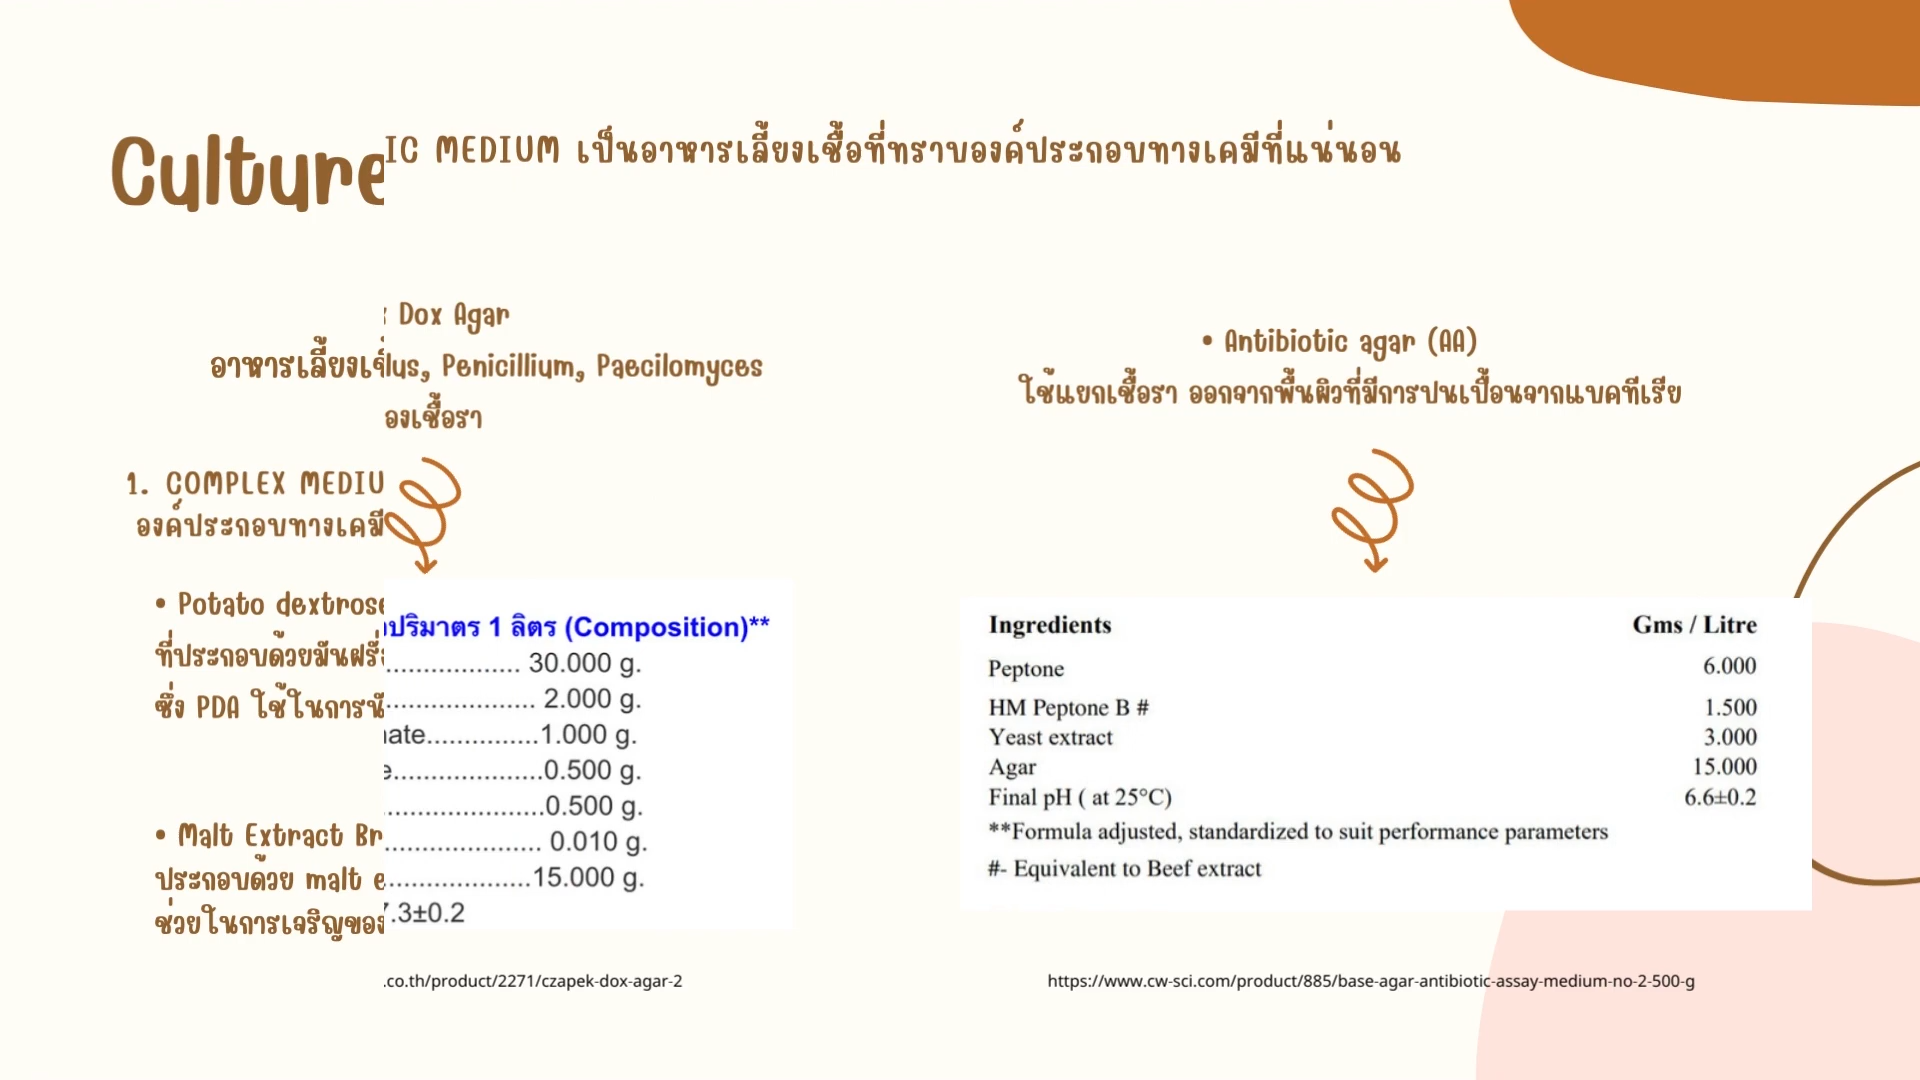 Culture
IC MEDIUM เป็นอาหารเลี้ยงเชื้อที่ทราบองค์ประกอบทางเคมีที่แน่นอน
Dox Agar
อาหารเลี้ยงเชื้
lus, Penicillium, Paecilomyces
องเชื้อรา
1. COMPLEX MEDIU
องค์ประกอบทางเคมี
• Potato dextrose
ที่ประกอบด้วยมันฝรั่
ซึ่ง PDA ใช้ในการนั
• Malt Extract Br
ประกอบด้วย malt e
ช่วยในการเจริญของ
ปริมาตร 1 ลิตร (Composition)**
.................. 30.000 g.
.................... 2.000 g.
nate...............1.000 g.
e....................0.500 g.
......................0.500 g.
..................... 0.010 g.
....................15.000 g.
.3±0.2
.co.th/product/2271/czapek-dox-agar-2
• Antibiotic agar (AA)
ใช้แยกเชื้อรา ออกจากพื้นผิวที่มีการปนเปื้อนจากแบคทีเรีย
Ingredients Gms / Litre
Peptone 6.000
HM Peptone B # 1.500
Yeast extract 3.000
Agar 15.000
Final pH ( at 25°C) 6.6±0.2
**Formula adjusted, standardized to suit performance parameters
#- Equivalent to Beef extract
https://www.cw-sci.com/product/885/base-agar-antibiotic-assay-medium-no-2-500-g